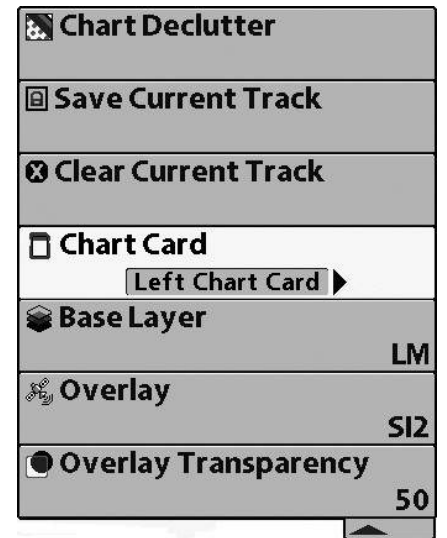 Chart Declutter
Save Current Track
Clear Current Track
Chart Card
Left Chart Card
Base Layer
LM
Overlay
SI2
Overlay Transparency
50